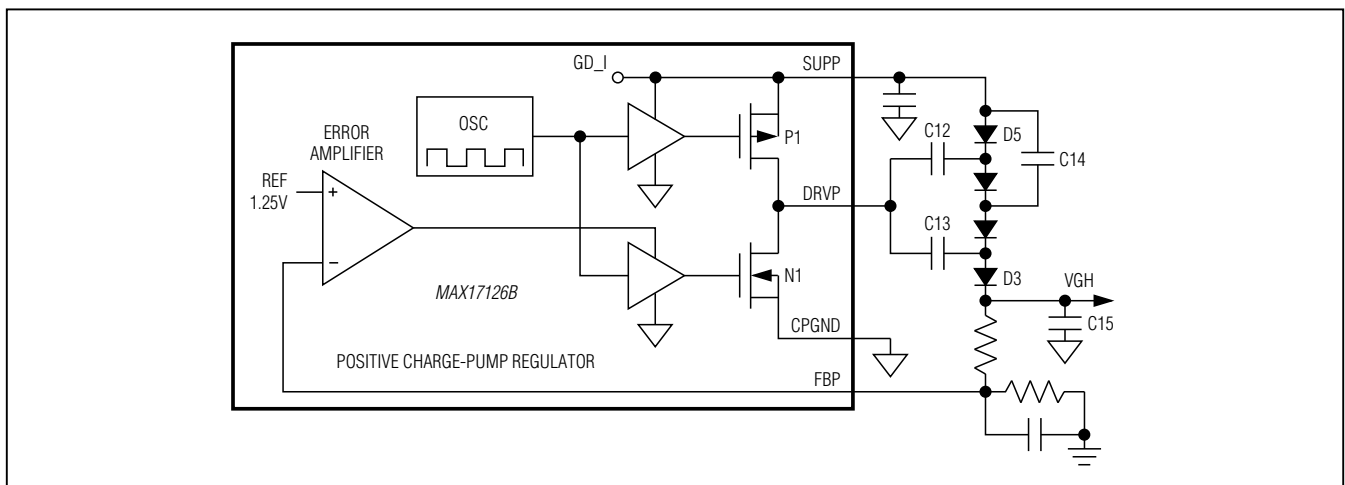 GD_I
SUPP
OSC
P1
C12
D5
C14
ERROR
AMPLIFIER
REF
1.25V
+
−
DRVP
C13
N1
D3
VGH
MAX17126B
CPGND
C15
POSITIVE CHARGE-PUMP REGULATOR
FBP